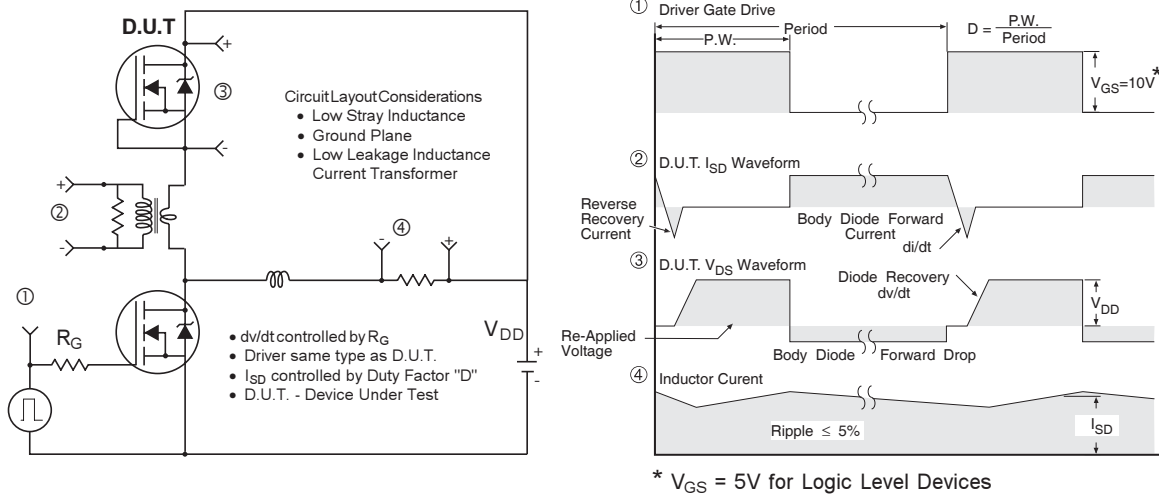 D.U.T
+
③
-
Circuit Layout Considerations
• Low Stray Inductance
• Ground Plane
• Low Leakage Inductance
Current Transformer
+
②
-
④
-
+
①
R_G
• dv/dt controlled by R_G
• Driver same type as D.U.T.
• I_SD controlled by Duty Factor "D"
• D.U.T. - Device Under Test
V_DD
+
-
① Driver Gate Drive
P.W.
Period
D = P.W.
Period
V_GS=10V*
② D.U.T. I_SD Waveform
Reverse
Recovery
Current
Body Diode Forward
Current
di/dt
③ D.U.T. V_DS Waveform
Diode Recovery
dv/dt
V_DD
Re-Applied
Voltage
Body Diode Forward Drop
④ Inductor Curent
Ripple ≤ 5%
I_SD
* V_GS = 5V for Logic Level Devices